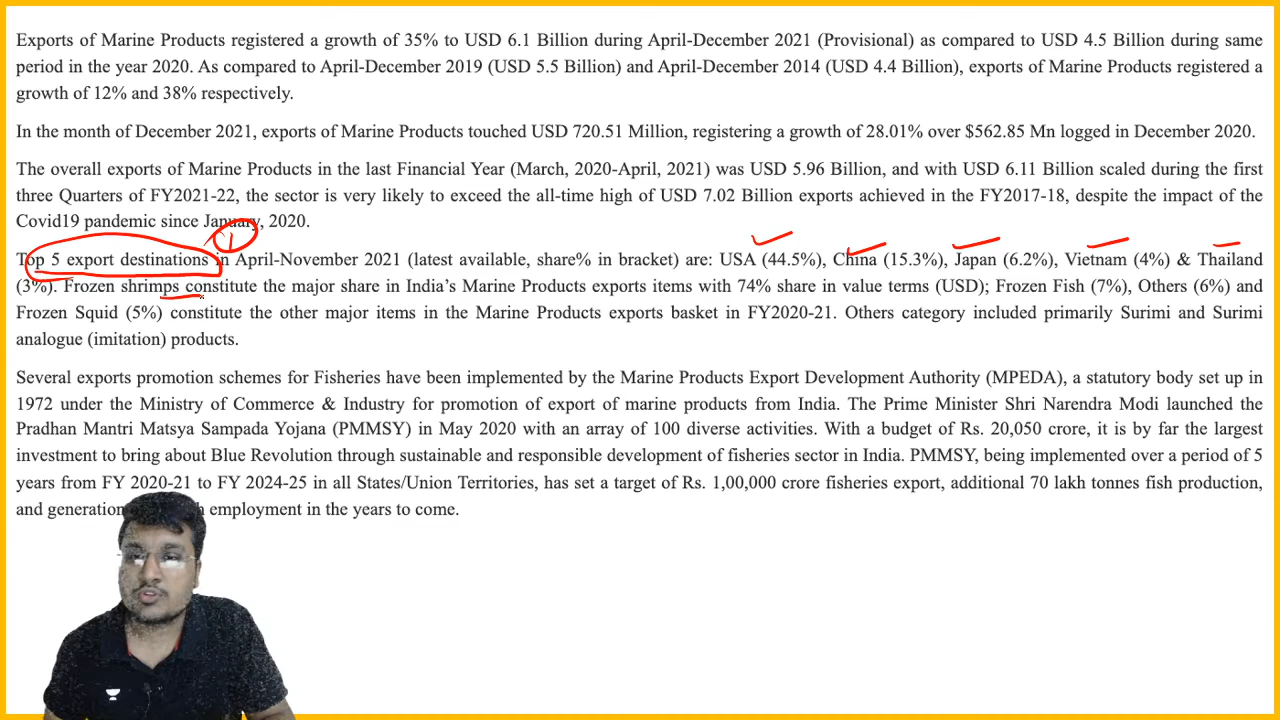 Exports of Marine Products registered a growth of 35% to USD 6.1 Billion during April-December 2021 (Provisional) as compared to USD 4.5 Billion during same
period in the year 2020. As compared to April-December 2019 (USD 5.5 Billion) and April-December 2014 (USD 4.4 Billion), exports of Marine Products registered a
growth of 12% and 38% respectively.
In the month of December 2021, exports of Marine Products touched USD 720.51 Million, registering a growth of 28.01% over $562.85 Mn logged in December 2020.
The overall exports of Marine Products in the last Financial Year (March, 2020-April, 2021) was USD 5.96 Billion, and with USD 6.11 Billion scaled during the first
three Quarters of FY2021-22, the sector is very likely to exceed the all-time high of USD 7.02 Billion exports achieved in the FY2017-18, despite the impact of the
Covid19 pandemic since January, 2020.
1
Top 5 export destinations in April-November 2021 (latest available, share% in bracket) are: USA (44.5%), China (15.3%), Japan (6.2%), Vietnam (4%) & Thailand
(3%). Frozen shrimps constitute the major share in India's Marine Products exports items with 74% share in value terms (USD); Frozen Fish (7%), Others (6%) and
Frozen Squid (5%) constitute the other major items in the Marine Products exports basket in FY2020-21. Others category included primarily Surimi and Surimi
analogue (imitation) products.
Several exports promotion schemes for Fisheries have been implemented by the Marine Products Export Development Authority (MPEDA), a statutory body set up in
1972 under the Ministry of Commerce & Industry for promotion of export of marine products from India. The Prime Minister Shri Narendra Modi launched the
Pradhan Mantri Matsya Sampada Yojana (PMMSY) in May 2020 with an array of 100 diverse activities. With a budget of Rs. 20,050 crore, it is by far the largest
investment to bring about Blue Revolution through sustainable and responsible development of fisheries sector in India. PMMSY, being implemented over a period of 5
years from FY 2020-21 to FY 2024-25 in all States/Union Territories, has set a target of Rs. 1,00,000 crore fisheries export, additional 70 lakh tonnes fish production,
and generation employment in the years to come.